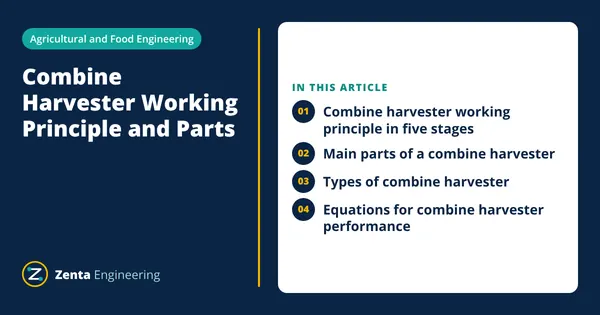 Agricultural and Food Engineering
Combine
Harvester Working
Principle and Parts
Zenta Engineering
IN THIS ARTICLE
01 Combine harvester working
principle in five stages
02 Main parts of a combine harvester
03 Types of combine harvester
04 Equations for combine harvester
performance